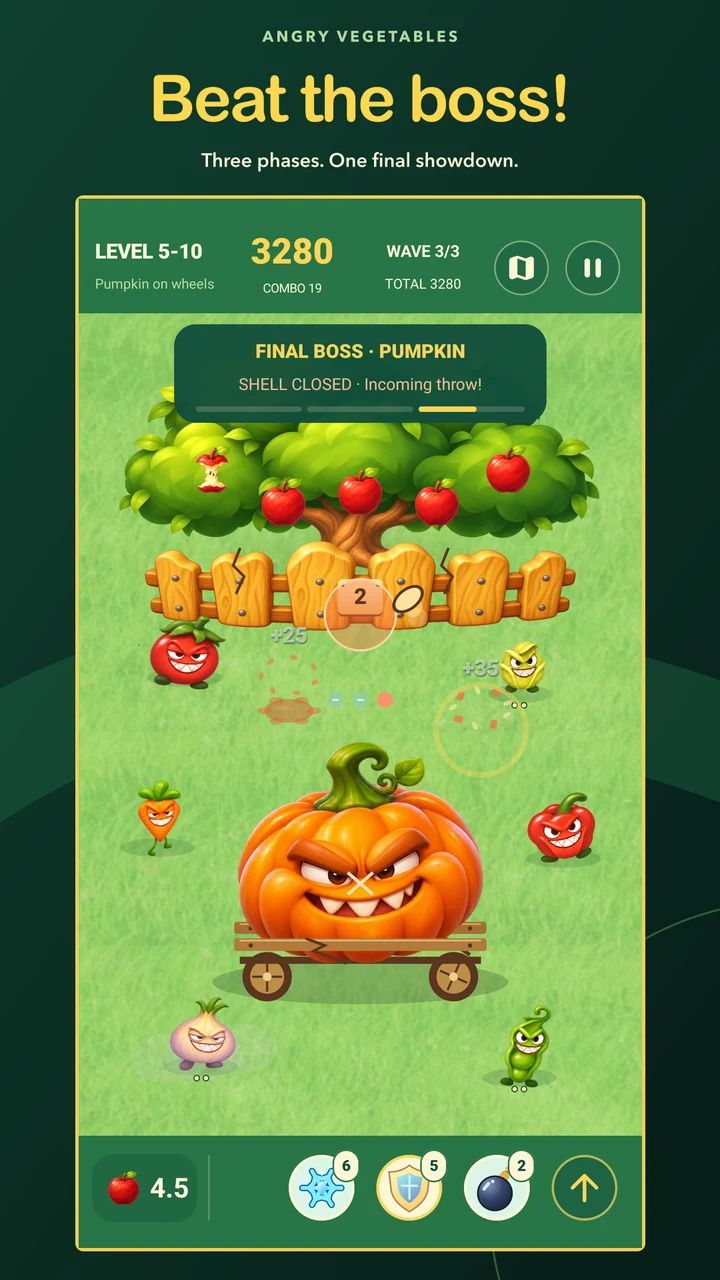 ANGRY VEGETABLES
Beat the boss!
Three phases. One final showdown.
LEVEL 5-10
3280
WAVE 3/3
Pumpkin on wheels
COMBO 19
TOTAL 3280
FINAL BOSS · PUMPKIN
SHELL CLOSED · Incoming throw!
2
+25
+35
4.5
6
5
2